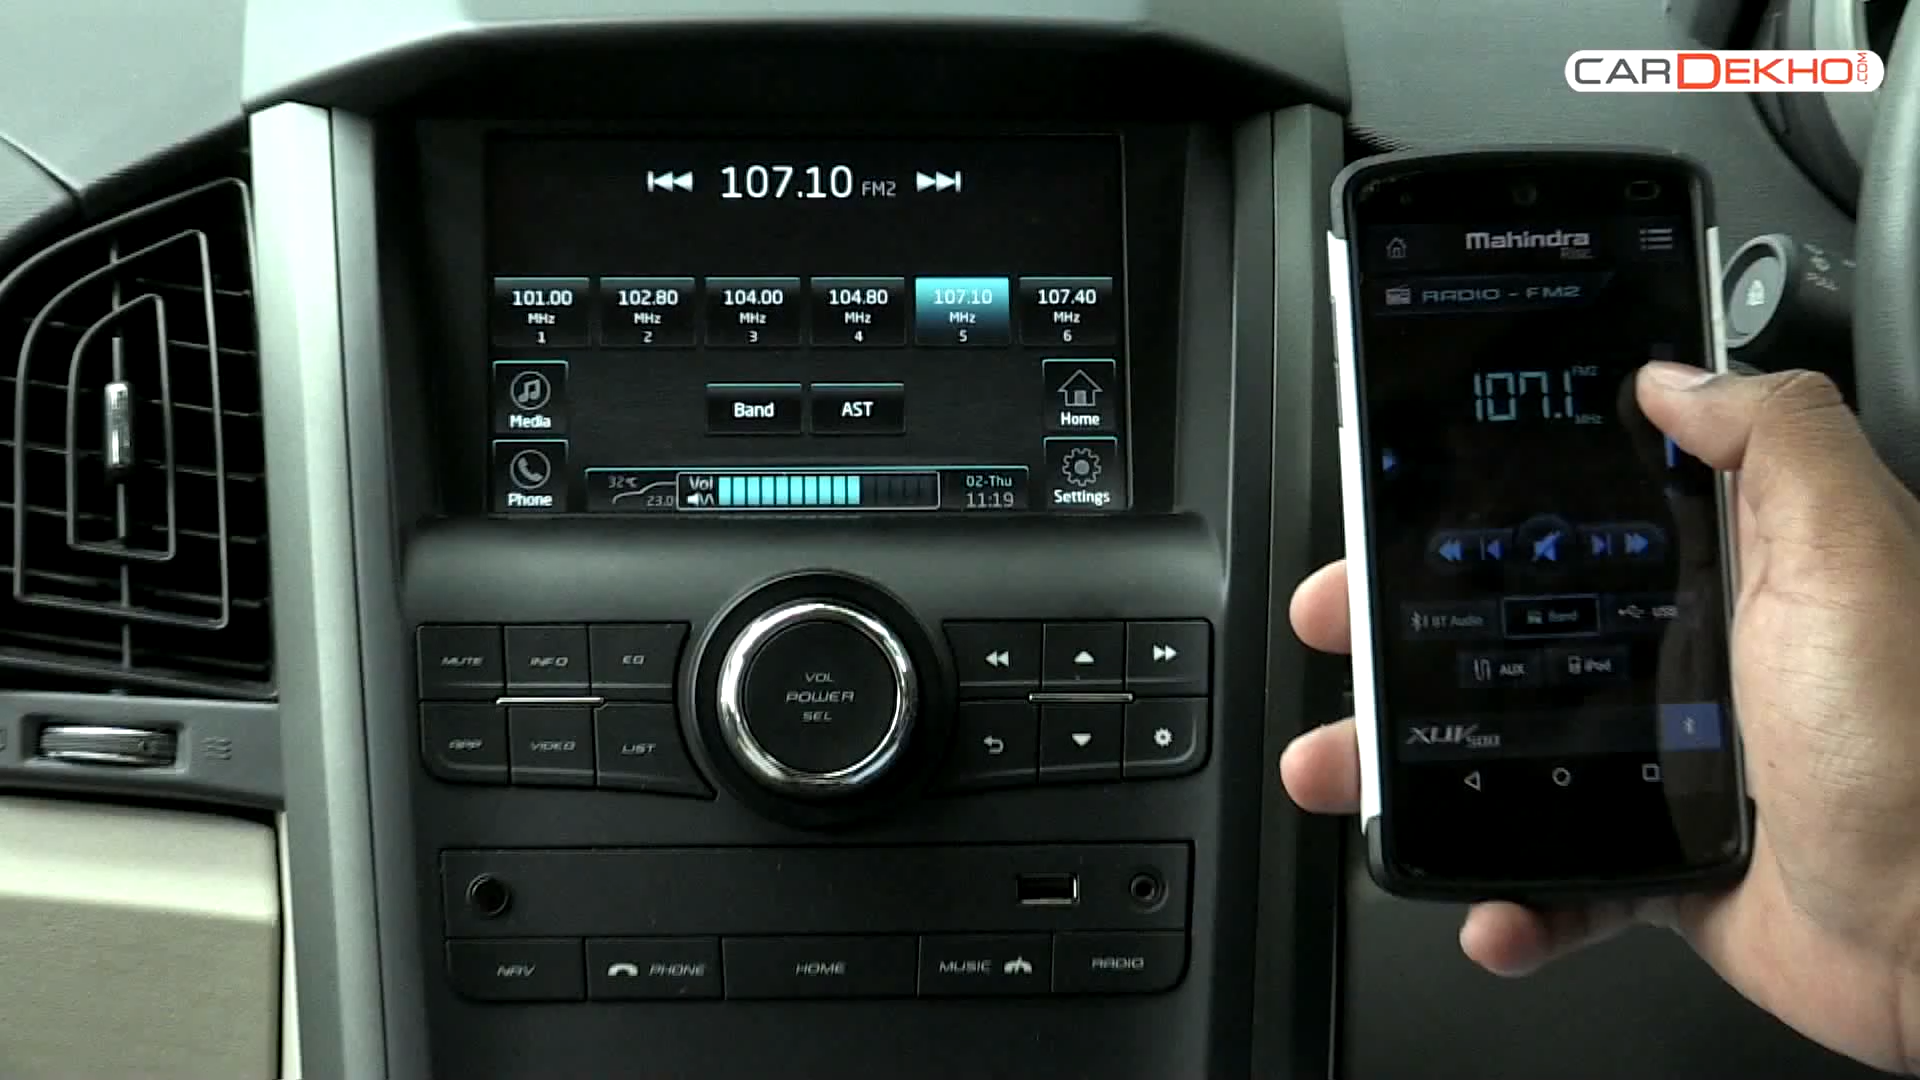 CARDEKHO.COM
107.10 FM2
101.00 MHz 1
102.80 MHz 2
104.00 MHz 3
104.80 MHz 4
107.10 MHz 5
107.40 MHz 6
Media
Band
AST
Home
Phone
32°C
23.0
Vol
02-Thu
11:19
Settings
MUTE
INFO
EQ
VOL
POWER
SEL
APP
VIDEO
LIST
NAV
PHONE
HOME
MUSIC
RADIO
Mahindra
Rise.
RADIO - FM2
107.1 FM2
MHz
BT Audio
Band
USB
AUX
iPod
XUV500